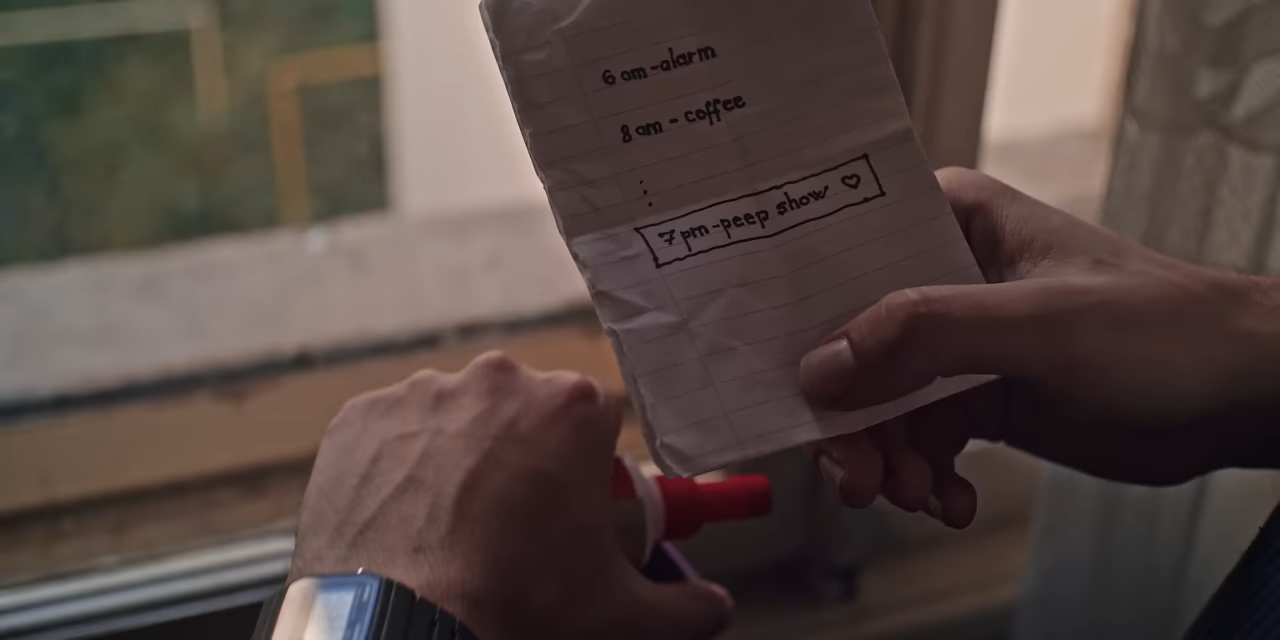 6 am - alarm
8 am - coffee
:
7 pm - peep show ♡